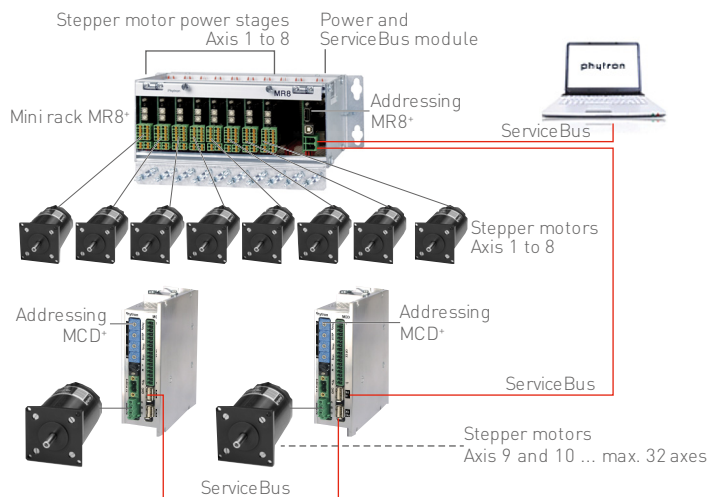 Stepper motor power stages
Axis 1 to 8
Power and
ServiceBus module
phytron
MR8
Mini rack MR8⁺
Addressing
MR8⁺
ServiceBus
Stepper motors
Axis 1 to 8
Addressing
MCD⁺
Addressing
MCD⁺
phytron
phytron
ServiceBus
Stepper motors
Axis 9 and 10 ... max. 32 axes
ServiceBus